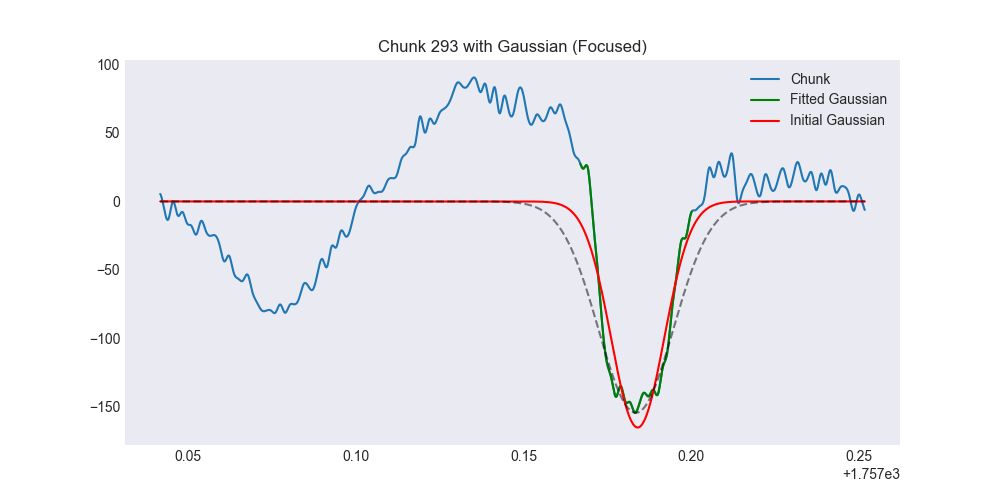 Chunk 293 with Gaussian (Focused)
100
50
0
−50
−100
−150
Chunk
Fitted Gaussian
Initial Gaussian
0.05 0.10 0.15 0.20 0.25
+1.757e3